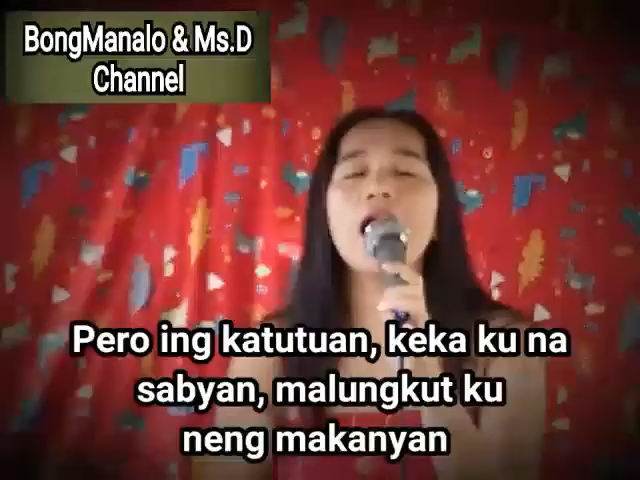 BongManalo & Ms.D
Channel
Pero ing katutuan, keka ku na
sabyan, malungkut ku
neng makanyan